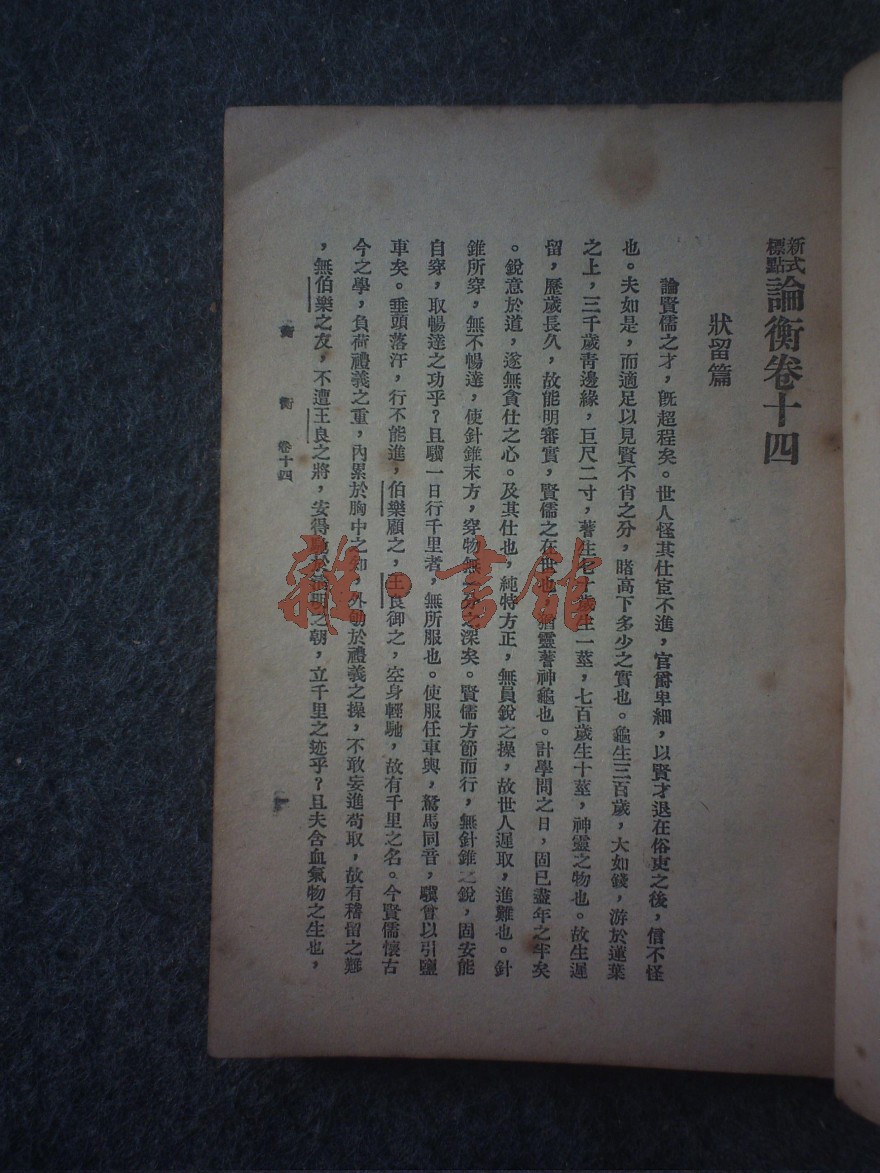 新式標點 論衡卷十四
狀留篇
論賢儒之才，既超程矣。世人怪其仕宦不進，官爵卑細，以賢才退在俗吏之後，信不怪
也。夫如是，而適足以見賢不肖之分，睹高下多少之實也。龜生三百歲，大如錢，游於蓮葉
之上，三千歲青邊緣，巨尺二寸，蓍生七十歲生一莖，七百歲生十莖，神靈之物也。故生遲
留，歷歲長久，故能明審實，賢儒之在世也，猶靈蓍神龜也。計學問之日，固已盡年之半矣
。銳意於道，遂無貪仕之心。及其仕也，純特方正，無員銳之操，故世人遲取，進難也。針
錐所穿，無不暢達，使針錐末方，穿物無一分之深矣。賢儒方節而行，無針錐之銳，固安能
自穿，取暢達之功乎？且驥一日行千里者，無所服也。使服任車輿，駑馬同音，驥曾以引鹽
車矣。垂頭落汗，行不能進，伯樂顧之，王良御之，空身輕馳，故有千里之名。今賢儒懷古
今之學，負荷禮義之重，內累於胸中之知，外劬於禮義之操，不敢妄進苟取，故有稽留之難
，無伯樂之友，不遭王良之將，安得馳於清明之朝，立千里之迹乎？且夫含血氣物之生也，
衡 卷十四
雜·書館